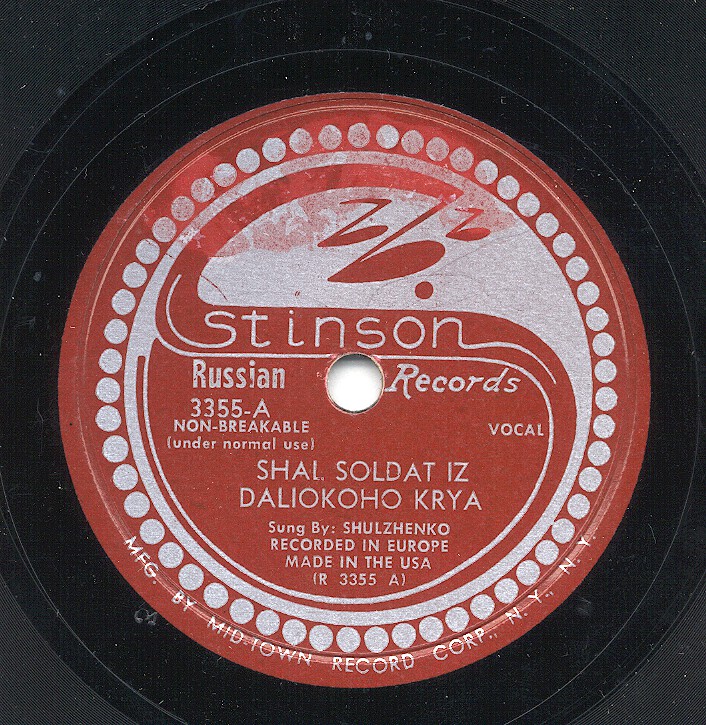 Stinson
Russian Records
3355-A
NON-BREAKABLE
(under normal use)
VOCAL
SHAL. SOLDAT IZ
DALIOKOHO KRYA
Sung By: SHULZHENKO
RECORDED IN EUROPE
MADE IN THE USA
(R 3355 A)
MFG. BY MID-TOWN RECORD CORP., N. Y., N. Y.